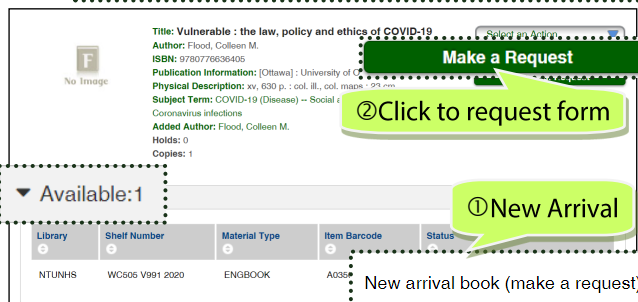 Title: Vulnerable : the law, policy and ethics of COVID-19
Select an Action
Author: Flood, Colleen M.
ISBN: 9780776636405
Make a Request
Publication Information: [Ottawa] : University of O
F
No Image
Physical Description: xv, 630 p. : col. ill., col. maps ; 23 cm
Subject Term: COVID-19 (Disease) -- Social a
②Click to request form
Coronavirus infections
Added Author: Flood, Colleen M.
Holds: 0
Copies: 1
Available:1
①New Arrival
Library Shelf Number Material Type Item Barcode Status
NTUNHS WC505 V991 2020 ENGBOOK A035
New arrival book (make a request)